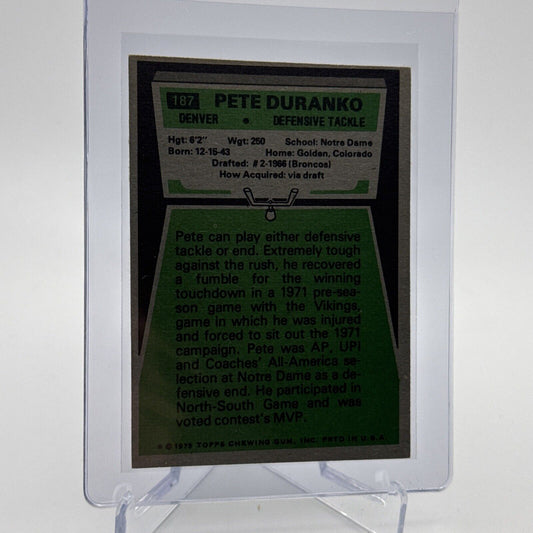 187 PETE DURANKO
DENVER • DEFENSIVE TACKLE
Hgt: 6'2" Wgt: 250 School: Notre Dame
Born: 12-15-43 Home: Golden, Colorado
Drafted: #2-1966 (Broncos)
How Acquired: via draft
Pete can play either defensive
tackle or end. Extremely tough
against the rush, he recovered
a fumble for the winning
touchdown in a 1971 pre-sea-
son game with the Vikings,
game in which he was injured
and forced to sit out the 1971
campaign. Pete was AP, UPI
and Coaches' All-America se-
lection at Notre Dame as a de-
fensive end. He participated in
North-South Game and was
voted contest's MVP.
* © 1975 TOPPS CHEWING GUM, INC. PRTD IN U.S.A.